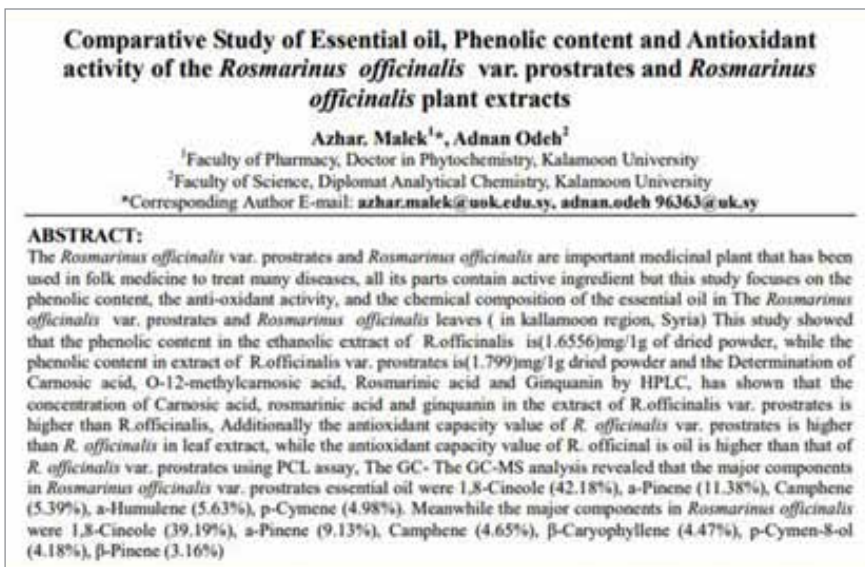 Comparative Study of Essential oil, Phenolic content and Antioxidant
activity of the Rosmarinus officinalis var. prostrates and Rosmarinus
officinalis plant extracts
Azhar. Malek¹*, Adnan Odeh²
¹Faculty of Pharmacy, Doctor in Phytochemistry, Kalamoon University
²Faculty of Science, Diplomat Analytical Chemistry, Kalamoon University
*Corresponding Author E-mail: azhar.malek@uok.edu.sy, adnan.odeh 96363@uk.sy
ABSTRACT:
The Rosmarinus officinalis var. prostrates and Rosmarinus officinalis are important medicinal plant that has been
used in folk medicine to treat many diseases, all its parts contain active ingredient but this study focuses on the
phenolic content, the anti-oxidant activity, and the chemical composition of the essential oil in The Rosmarinus
officinalis var. prostrates and Rosmarinus officinalis leaves ( in kallamoon region, Syria) This study showed
that the phenolic content in the ethanolic extract of R.officinalis is(1.6556)mg/1g of dried powder, while the
phenolic content in extract of R.officinalis var. prostrates is(1.799)mg/1g dried powder and the Determination of
Carnosic acid, O-12-methylcarnosic acid, Rosmarinic acid and Ginquanin by HPLC, has shown that the
concentration of Carnosic acid, rosmarinic acid and ginquanin in the extract of R.officinalis var. prostrates is
higher than R.officinalis, Additionally the antioxidant capacity value of R. officinalis var. prostrates is higher
than R. officinalis in leaf extract, while the antioxidant capacity value of R. officinal is oil is higher than that of
R. officinalis var. prostrates using PCL assay, The GC- The GC-MS analysis revealed that the major components
in Rosmarinus officinalis var. prostrates essential oil were 1,8-Cineole (42.18%), a-Pinene (11.38%), Camphene
(5.39%), a-Humulene (5.63%), p-Cymene (4.98%). Meanwhile the major components in Rosmarinus officinalis
were 1,8-Cineole (39.19%), a-Pinene (9.13%), Camphene (4.65%), β-Caryophyllene (4.47%), p-Cymen-8-ol
(4.18%), β-Pinene (3.16%)